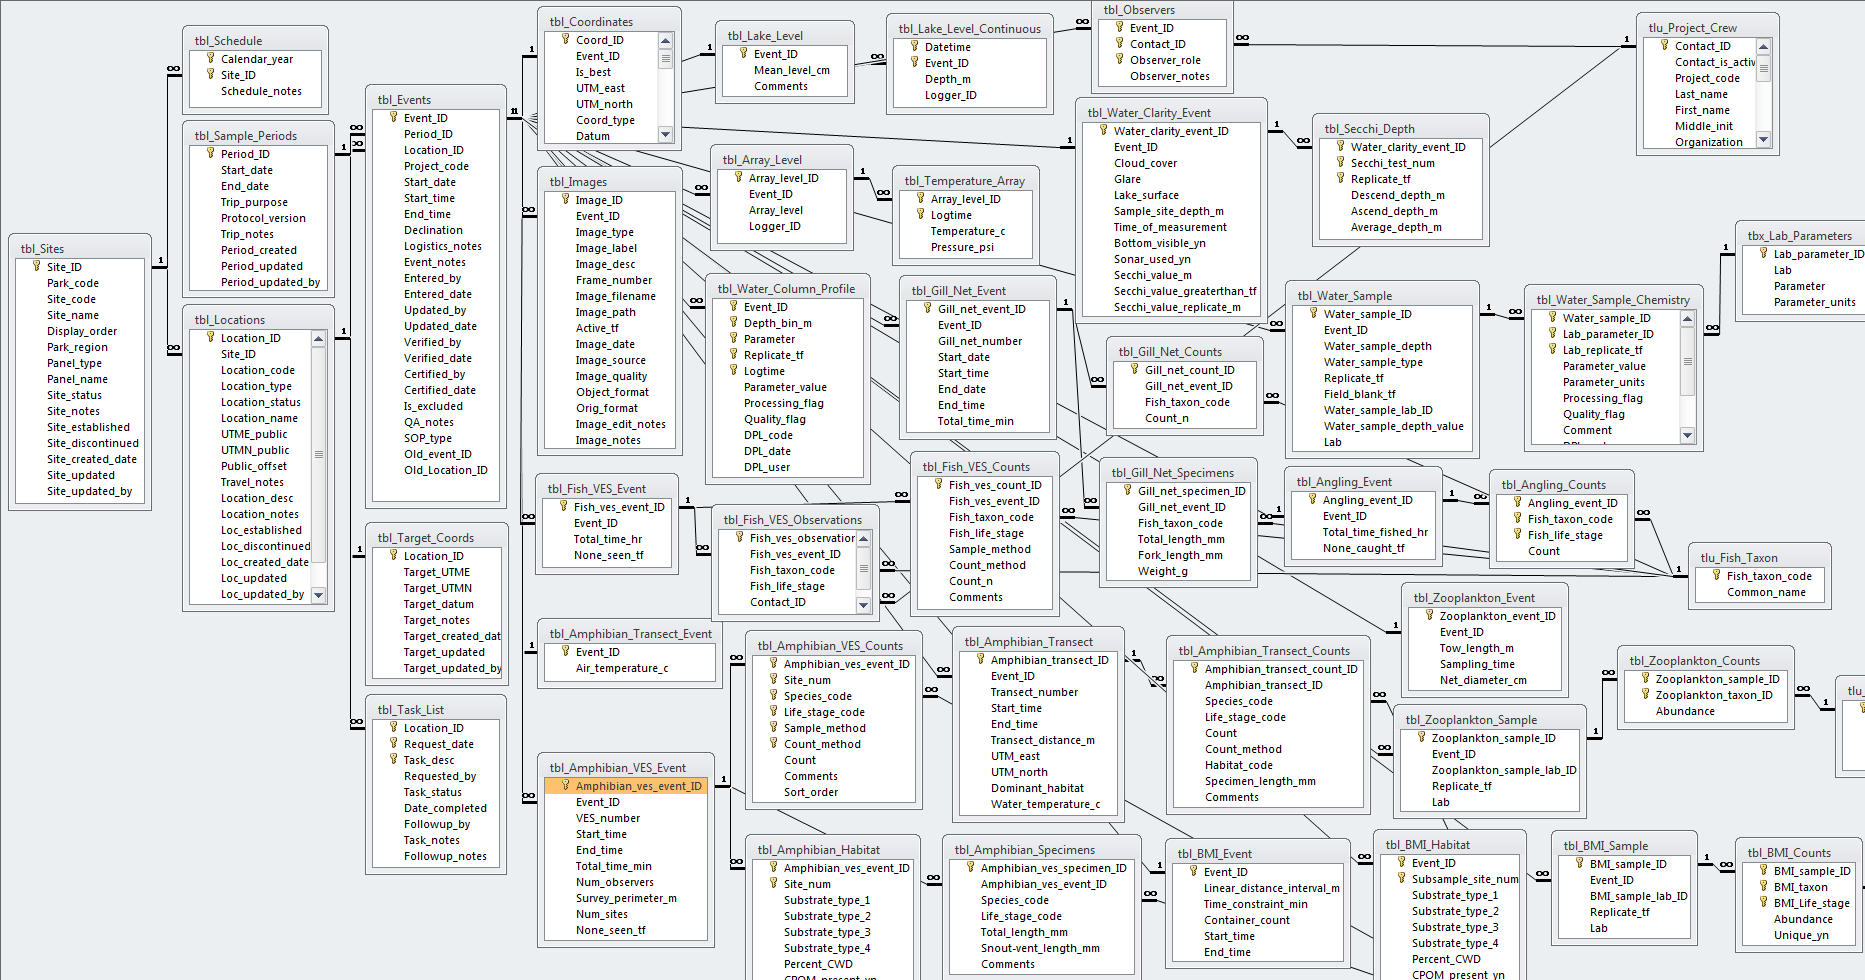 tbl_Sites
Site_ID
Park_code
Site_code
Site_name
Display_order
Park_region
Panel_type
Panel_name
Site_status
Site_notes
Site_established
Site_discontinued
Site_created_date
Site_updated
Site_updated_by
tbl_Schedule
Calendar_year
Site_ID
Schedule_notes
tbl_Sample_Periods
Period_ID
Start_date
End_date
Trip_purpose
Protocol_version
Trip_notes
Period_created
Period_updated
Period_updated_by
tbl_Locations
Location_ID
Site_ID
Location_code
Location_type
Location_status
Location_name
UTME_public
UTMN_public
Public_offset
Travel_notes
Location_desc
Location_notes
Loc_established
Loc_discontinued
Loc_created_date
Loc_updated
Loc_updated_by
tbl_Events
Event_ID
Period_ID
Location_ID
Project_code
Start_date
End_date
Start_time
End_time
Declination
Logistics_notes
Event_notes
Entered_by
Entered_date
Updated_by
Updated_date
Verified_by
Verified_date
Certified_by
Certified_date
Is_excluded
QA_notes
SOP_type
Old_event_ID
Old_Location_ID
tbl_Target_Coords
Location_ID
Target_UTME
Target_UTMN
Target_datum
Target_notes
Target_created_dat
Target_updated
Target_updated_by
tbl_Task_List
Location_ID
Request_date
Task_desc
Requested_by
Task_status
Date_completed
Followup_by
Task_notes
Followup_notes
tbl_Coordinates
Coord_ID
Event_ID
Is_best
UTM_east
UTM_north
Coord_type
Datum
tbl_Images
Image_ID
Event_ID
Image_type
Image_label
Image_desc
Frame_number
Image_filename
Image_path
Active_tf
Image_date
Image_source
Image_quality
Object_format
Orig_format
Image_edit_notes
Image_notes
tbl_Fish_VES_Event
Fish_ves_event_ID
Event_ID
Total_time_hr
None_seen_tf
tbl_Amphibian_Transect_Event
Event_ID
Air_temperature_c
tbl_Amphibian_VES_Event
Amphibian_ves_event_ID
Event_ID
VES_number
Start_time
End_time
Total_time_min
Num_observers
Survey_perimeter_m
Num_sites
None_seen_tf
tbl_Lake_Level
Event_ID
Mean_level_cm
Comments
tbl_Array_Level
Array_level_ID
Event_ID
Array_level
Logger_ID
tbl_Water_Column_Profile
Event_ID
Depth_bin_m
Parameter
Replicate_tf
Logtime
Parameter_value
Processing_flag
Quality_flag
DPL_code
DPL_date
DPL_user
tbl_Fish_VES_Observations
Fish_ves_observation
Fish_ves_event_ID
Fish_taxon_code
Fish_life_stage
Contact_ID
tbl_Amphibian_VES_Counts
Amphibian_ves_event_ID
Site_num
Species_code
Life_stage_code
Sample_method
Count_method
Count
Comments
Sort_order
tbl_Amphibian_Habitat
Amphibian_ves_event_ID
Site_num
Substrate_type_1
Substrate_type_2
Substrate_type_3
Substrate_type_4
Percent_CWD
CPOM_present_yn
tbl_Lake_Level_Continuous
Datetime
Event_ID
Depth_m
Logger_ID
tbl_Temperature_Array
Array_level_ID
Logtime
Temperature_c
Pressure_psi
tbl_Gill_Net_Event
Gill_net_event_ID
Event_ID
Gill_net_number
Start_date
Start_time
End_date
End_time
Total_time_min
tbl_Fish_VES_Counts
Fish_ves_count_ID
Fish_ves_event_ID
Fish_taxon_code
Fish_life_stage
Sample_method
Count_method
Count_n
Comments
tbl_Amphibian_Transect
Amphibian_transect_ID
Event_ID
Transect_number
Start_time
End_time
Transect_distance_m
UTM_east
UTM_north
Dominant_habitat
Water_temperature_c
tbl_Amphibian_Specimens
Amphibian_ves_specimen_ID
Amphibian_ves_event_ID
Species_code
Life_stage_code
Total_length_mm
Snout-vent_length_mm
Comments
tbl_Observers
Event_ID
Contact_ID
Observer_role
Observer_notes
tbl_Water_Clarity_Event
Water_clarity_event_ID
Event_ID
Cloud_cover
Glare
Lake_surface
Sample_site_depth_m
Time_of_measurement
Bottom_visible_yn
Sonar_used_yn
Secchi_value_m
Secchi_value_greaterthan_tf
Secchi_value_replicate_m
tbl_Gill_Net_Counts
Gill_net_count_ID
Gill_net_event_ID
Fish_taxon_code
Count_n
tbl_Gill_Net_Specimens
Gill_net_specimen_ID
Gill_net_event_ID
Fish_taxon_code
Total_length_mm
Fork_length_mm
Weight_g
tbl_Amphibian_Transect_Counts
Amphibian_transect_count_ID
Amphibian_transect_ID
Species_code
Life_stage_code
Count
Count_method
Habitat_code
Specimen_length_mm
Comments
tbl_BMI_Event
Event_ID
Linear_distance_interval_m
Time_constraint_min
Container_count
Start_time
End_time
tbl_Secchi_Depth
Water_clarity_event_ID
Secchi_test_num
Replicate_tf
Descend_depth_m
Ascend_depth_m
Average_depth_m
tbl_Water_Sample
Water_sample_ID
Event_ID
Water_sample_depth
Water_sample_type
Replicate_tf
Field_blank_tf
Water_sample_lab_ID
Water_sample_depth_value
Lab
tbl_Angling_Event
Angling_event_ID
Event_ID
Total_time_fished_hr
None_caught_tf
tbl_Zooplankton_Event
Zooplankton_event_ID
Event_ID
Tow_length_m
Sampling_time
Net_diameter_cm
tbl_Zooplankton_Sample
Zooplankton_sample_ID
Event_ID
Zooplankton_sample_lab_ID
Replicate_tf
Lab
tbl_BMI_Habitat
Event_ID
Subsample_site_num
Substrate_type_1
Substrate_type_2
Substrate_type_3
Substrate_type_4
Percent_CWD
CPOM_present_yn
tlu_Project_Crew
Contact_ID
Contact_is_activ
Project_code
Last_name
First_name
Middle_init
Organization
tbx_Lab_Parameters
Lab_parameter_ID
Lab
Parameter
Parameter_units
tbl_Water_Sample_Chemistry
Water_sample_ID
Lab_parameter_ID
Lab_replicate_tf
Parameter_value
Parameter_units
Processing_flag
Quality_flag
Comment
tbl_Angling_Counts
Angling_event_ID
Fish_taxon_code
Fish_life_stage
Count
tlu_Fish_Taxon
Fish_taxon_code
Common_name
tbl_Zooplankton_Counts
Zooplankton_sample_ID
Zooplankton_taxon_ID
Abundance
tlu_
tbl_BMI_Sample
BMI_sample_ID
Event_ID
BMI_sample_lab_ID
Replicate_tf
Lab
tbl_BMI_Counts
BMI_sample_ID
BMI_taxon
BMI_Life_stage
Abundance
Unique_yn